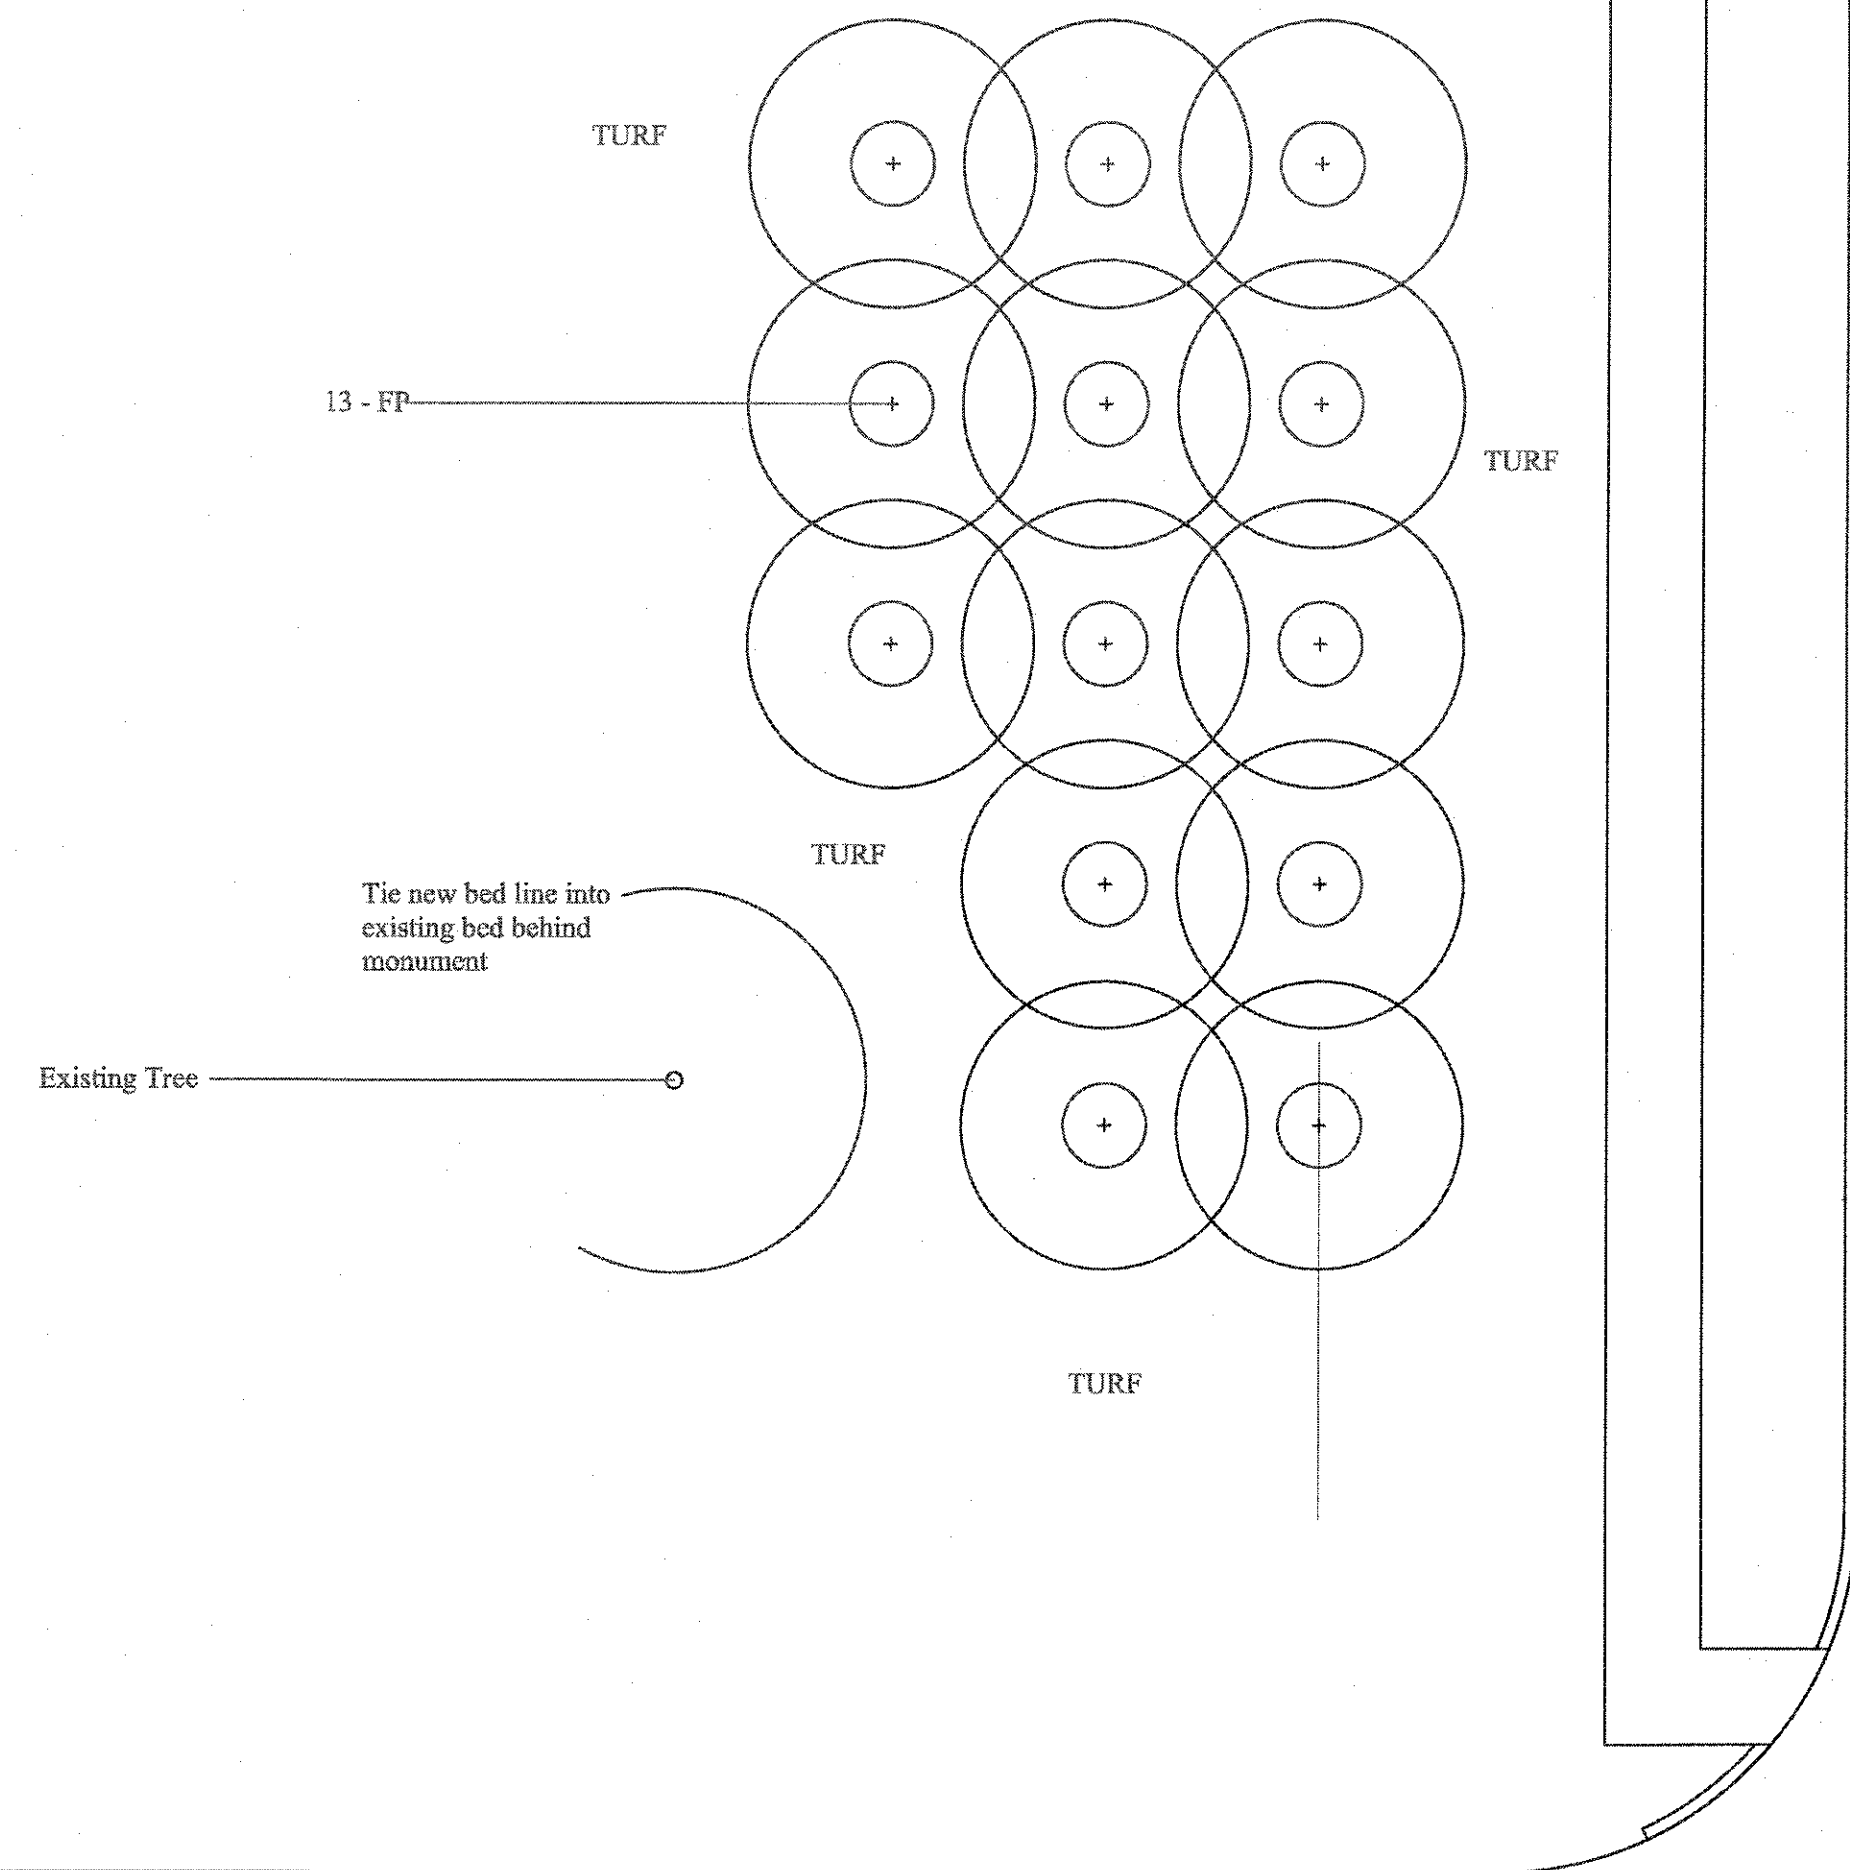 TURF
13 - FP
TURF
TURF
Tie new bed line into
existing bed behind
monument
Existing Tree
TURF